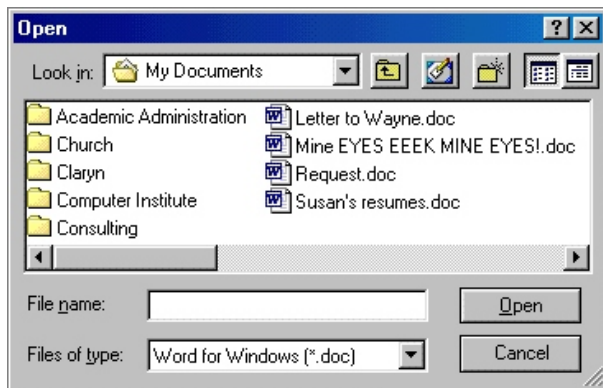 Open
Look in: My Documents
Academic Administration
Church
Claryn
Computer Institute
Consulting
Letter to Wayne.doc
Mine EYES EEEK MINE EYES!.doc
Request.doc
Susan's resumes.doc
File name:
Open
Files of type: Word for Windows (*.doc)
Cancel